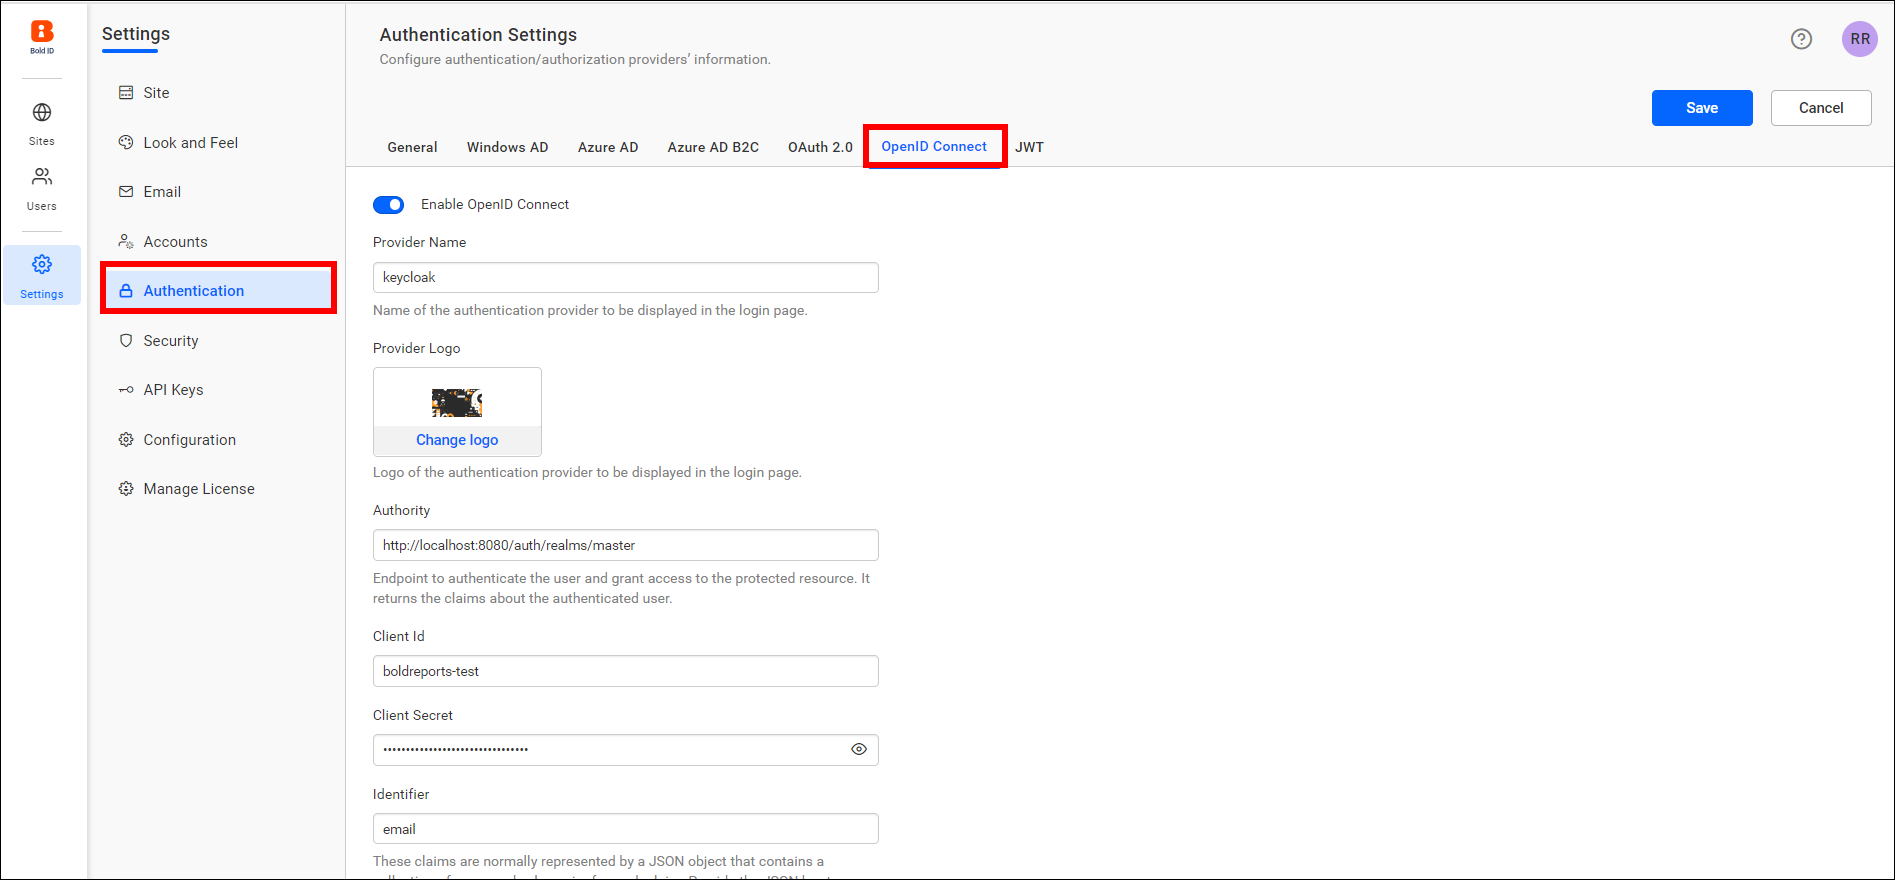 Bold ID
Sites
Users
Settings
Settings
Site
Look and Feel
Email
Accounts
Authentication
Security
API Keys
Configuration
Manage License
Authentication Settings
Configure authentication/authorization providers' information.
RR
Save
Cancel
General
Windows AD
Azure AD
Azure AD B2C
OAuth 2.0
OpenID Connect
JWT
Enable OpenID Connect
Provider Name
keycloak
Name of the authentication provider to be displayed in the login page.
Provider Logo
Change logo
Logo of the authentication provider to be displayed in the login page.
Authority
http://localhost:8080/auth/realms/master
Endpoint to authenticate the user and grant access to the protected resource. It
returns the claims about the authenticated user.
Client Id
boldreports-test
Client Secret
••••••••••••••••••••••••••••••••
Identifier
email
These claims are normally represented by a JSON object that contains a